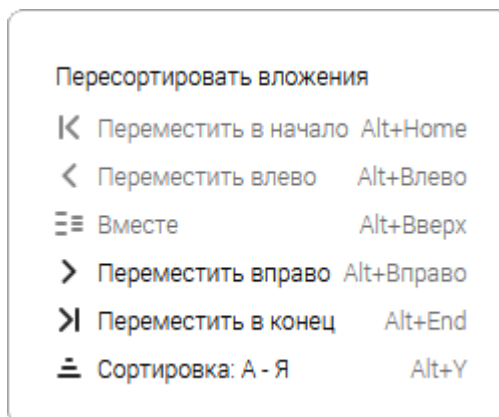 Пересортировать вложения
Переместить в начало Alt+Home
Переместить влево Alt+Влево
Вместе Alt+Вверх
Переместить вправо Alt+Вправо
Переместить в конец Alt+End
Сортировка: А - Я Alt+Y